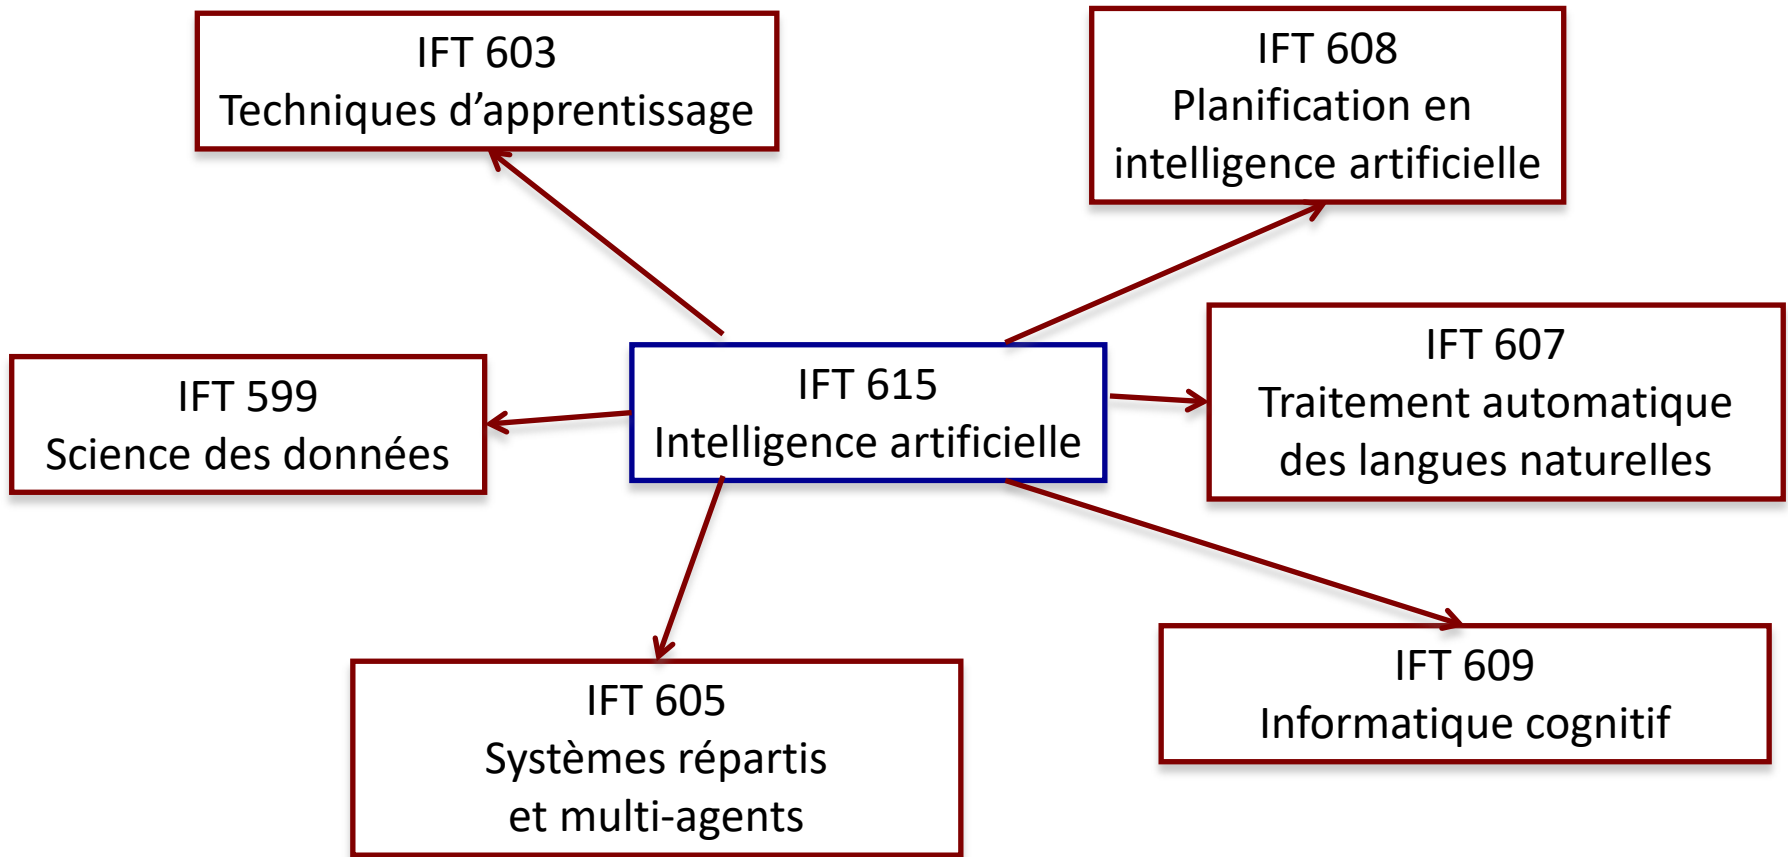 IFT 603
Techniques d’apprentissage
IFT 608
Planification en
intelligence artificielle
IFT 599
Science des données
IFT 615
Intelligence artificielle
IFT 607
Traitement automatique
des langues naturelles
IFT 605
Systèmes répartis
et multi-agents
IFT 609
Informatique cognitif